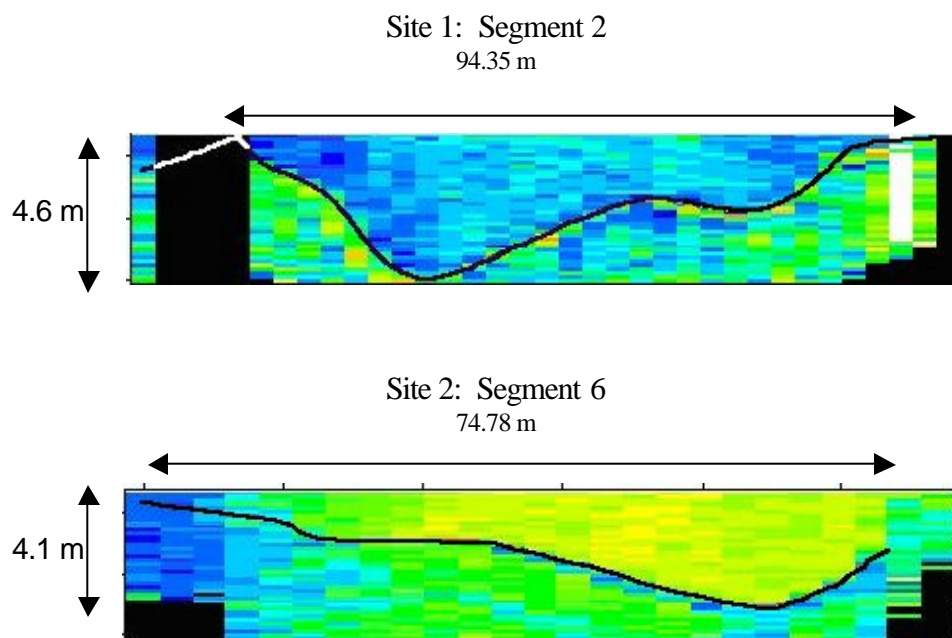 Site 1: Segment 2
94.35 m
4.6 m
Site 2: Segment 6
74.78 m
4.1 m